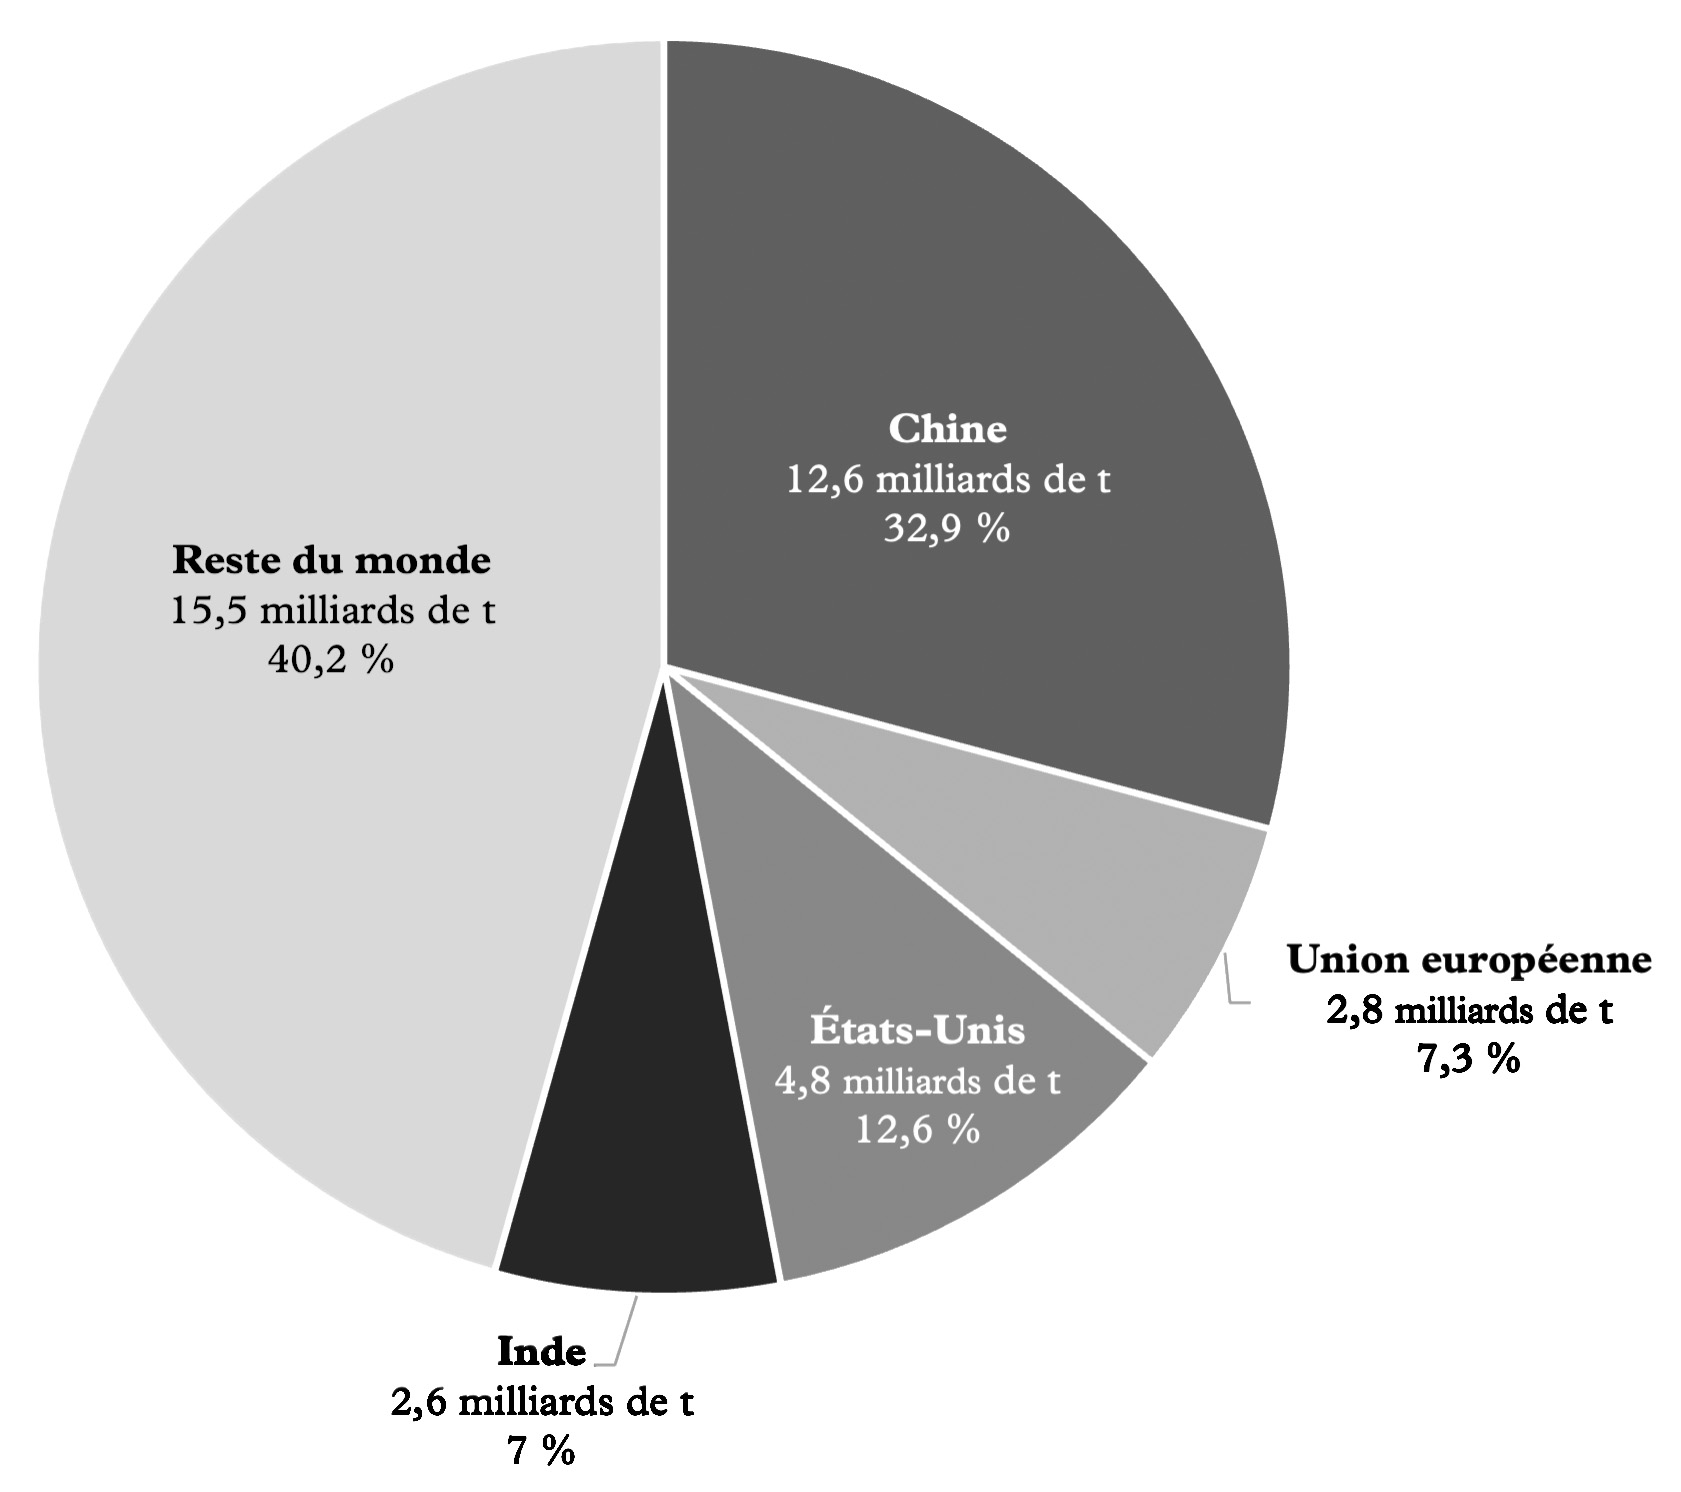 Chine
12,6 milliards de t
32,9 %
Reste du monde
15,5 milliards de t
40,2 %
Union européenne
2,8 milliards de t
7,3 %
États-Unis
4,8 milliards de t
12,6 %
Inde
2,6 milliards de t
7 %